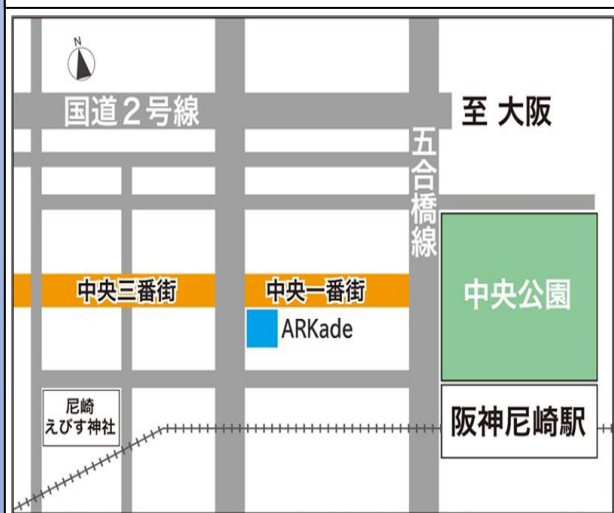 N
国道２号線
至 大阪
五合橋線
中央三番街
中央一番街
中央公園
ARKade
尼崎
えびす神社
阪神尼崎駅